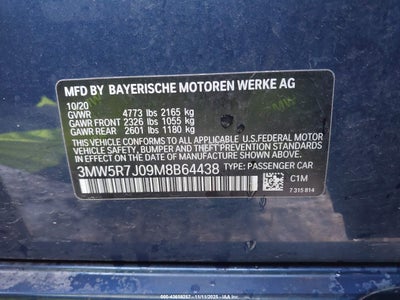 MFD BY BAYERISCHE MOTOREN WERKE AG
10/20
GVWR 4773 lbs 2165 kg
GAWR FRONT 2326 lbs 1055 kg
GAWR REAR 2601 lbs 1180 kg
THIS VEHICLE CONFORMS TO ALL APPLICABLE U.S. FEDERAL MOTOR
VEHICLE SAFETY, BUMPER, AND THEFT PREVENTION STANDARDS IN
EFFECT ON THE DATE OF MANUFACTURE SHOWN ABOVE.
3MW5R7J09M8B64438 TYPE: PASSENGER CAR
C1M
7 315 814